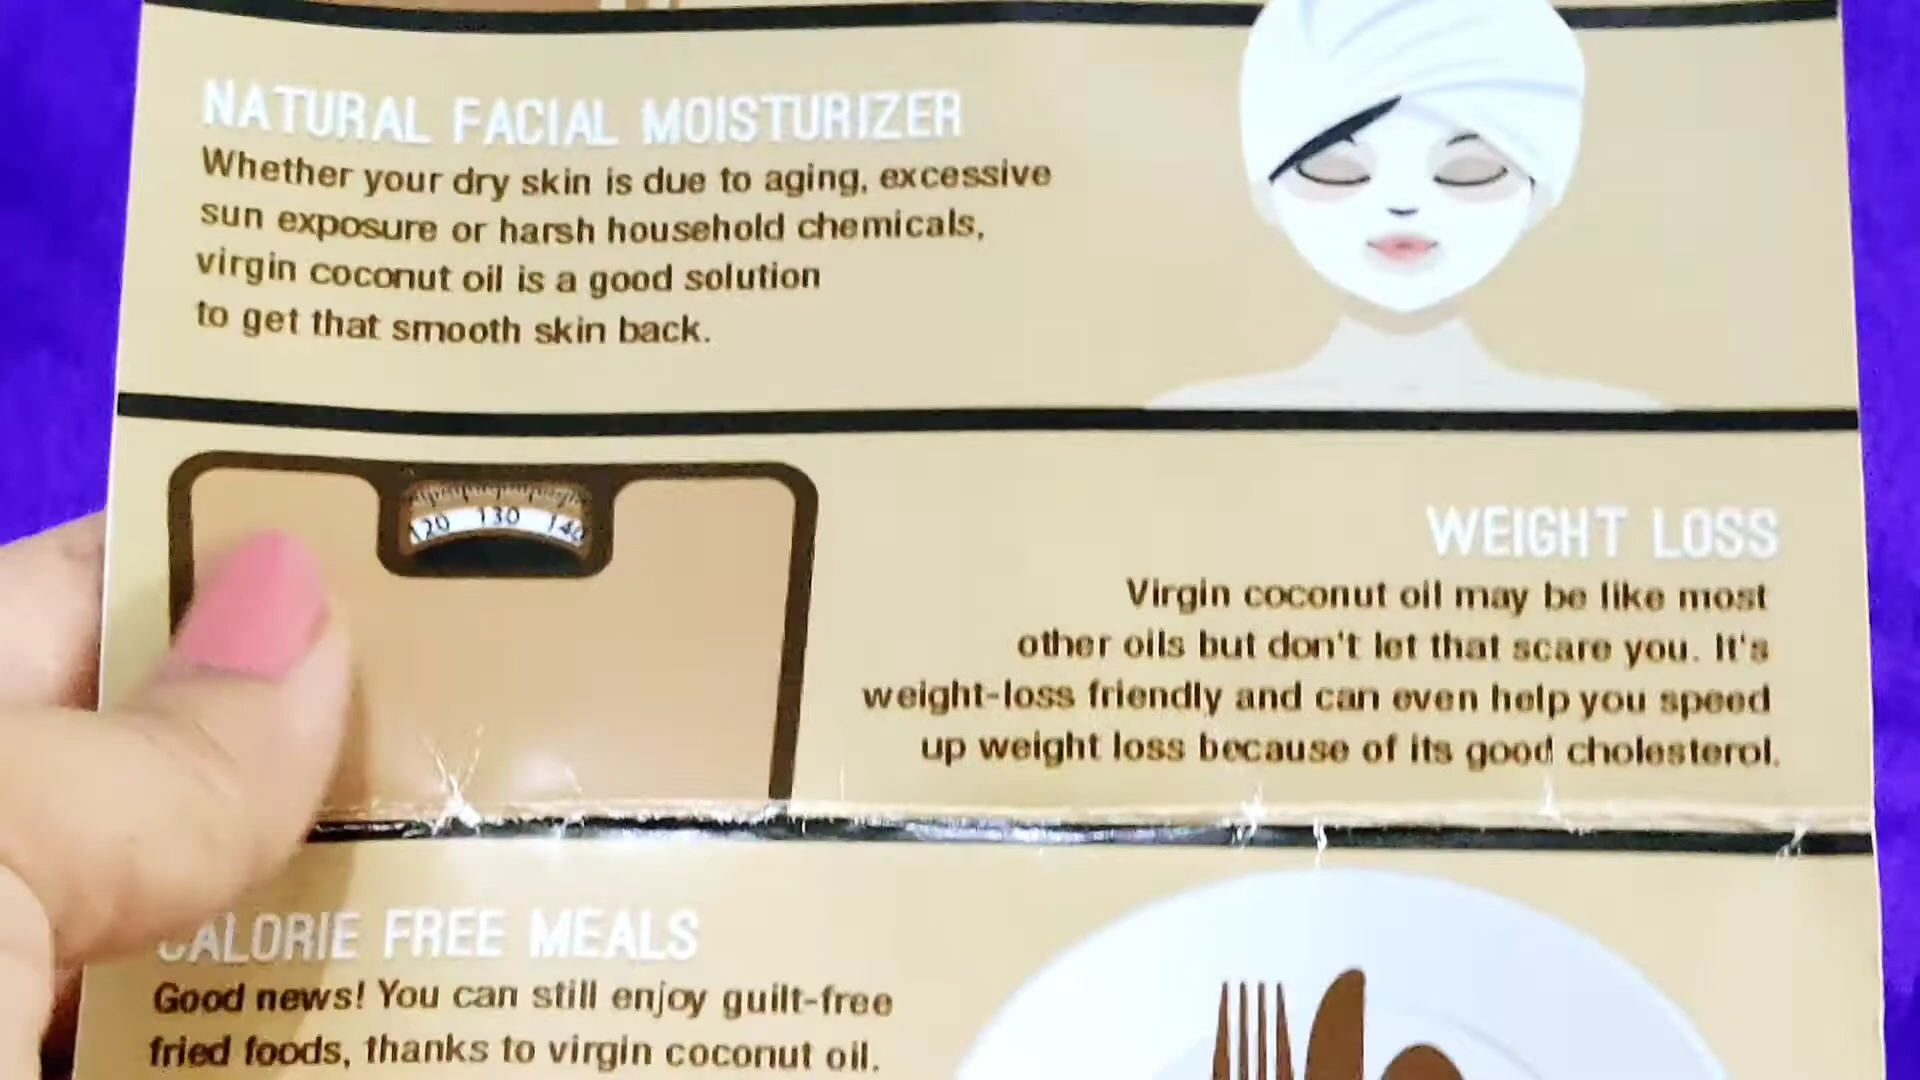 NATURAL FACIAL MOISTURIZER
Whether your dry skin is due to aging, excessive
sun exposure or harsh household chemicals,
virgin coconut oil is a good solution
to get that smooth skin back.
120 130 140
WEIGHT LOSS
Virgin coconut oil may be like most
other oils but don't let that scare you. It's
weight-loss friendly and can even help you speed
up weight loss because of its good cholesterol.
CALORIE FREE MEALS
Good news! You can still enjoy guilt-free
fried foods, thanks to virgin coconut oil.